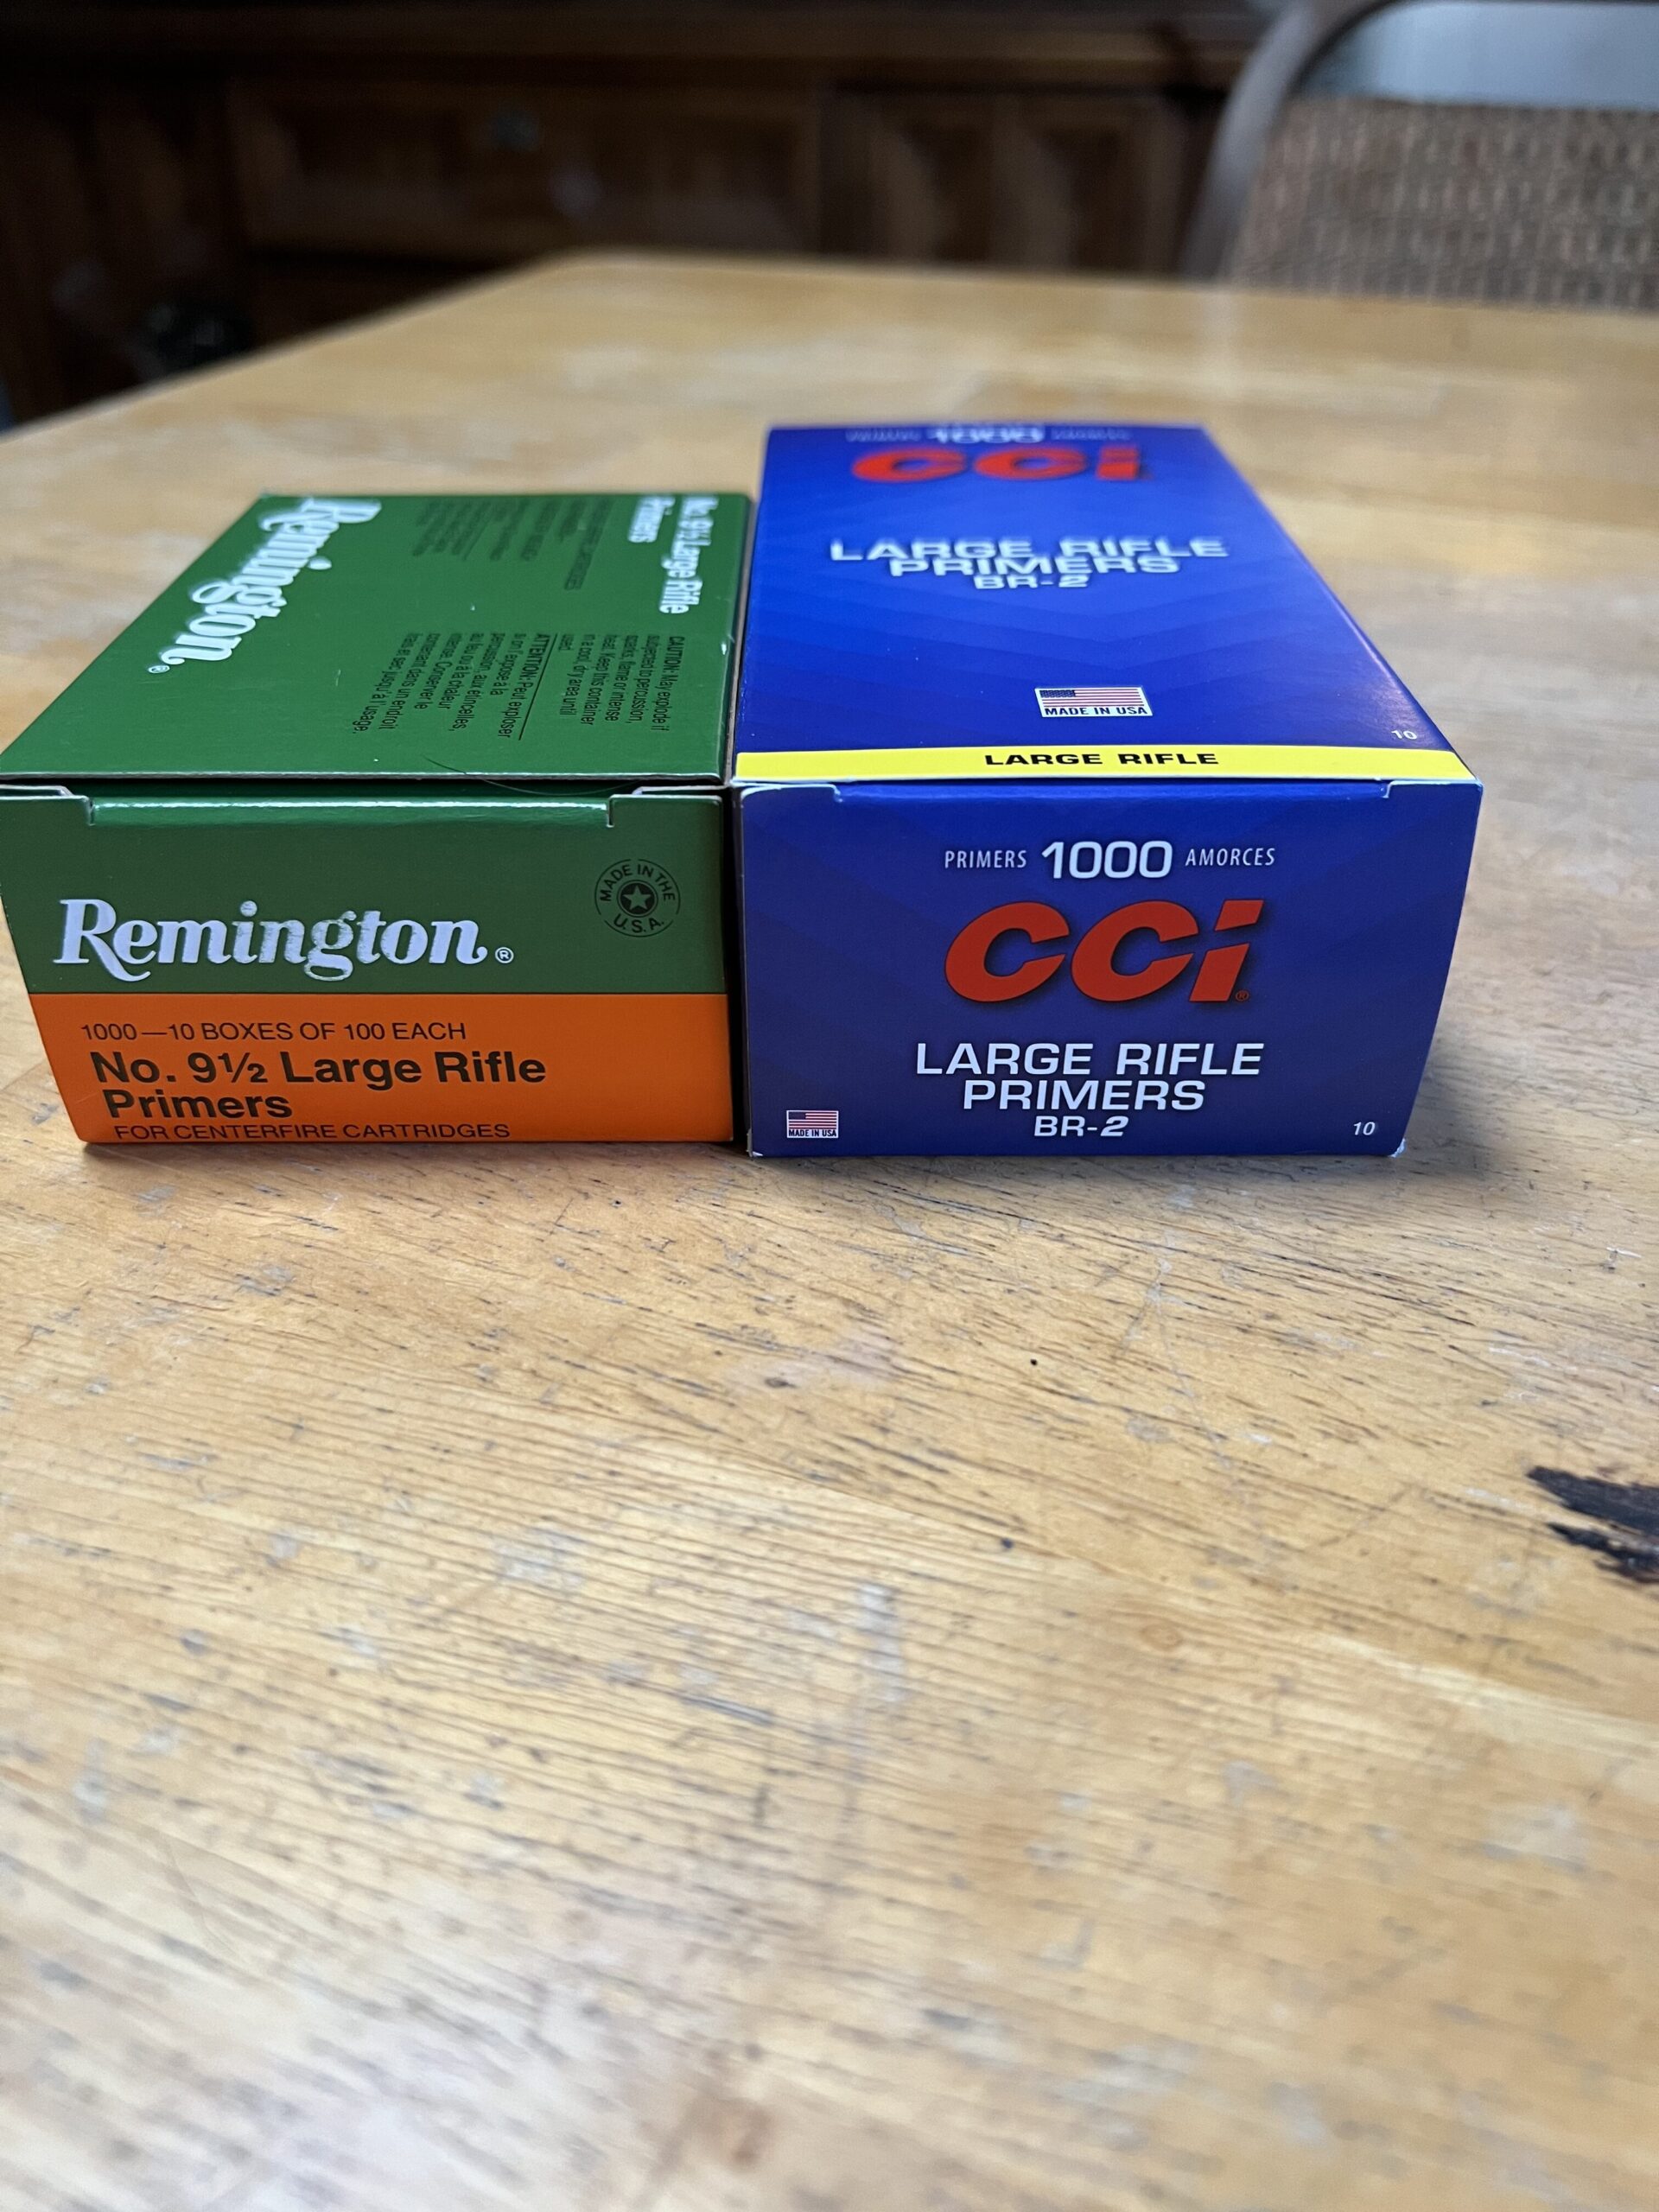 Remington®
No. 9½ Large Rifle
Primers
CAUTION: May explode if
subjected to percussion,
sparks, flame or intense
heat. Keep this container
in a cool, dry area until
used.
ATTENTION: Peut exploser
si on l'expose à la
percussion, aux étincelles,
au feu ou à la chaleur
intense. Conserver le
contenant dans un endroit
frais et sec jusqu'à l'usage.
MADE IN THE
U.S.A.
Remington®
1000—10 BOXES OF 100 EACH
No. 9½ Large Rifle
Primers
FOR CENTERFIRE CARTRIDGES
PRIMERS 1000 AMORCES
CCI
LARGE RIFLE
PRIMERS
BR-2
MADE IN USA
10
LARGE RIFLE
PRIMERS 1000 AMORCES
CCI®
LARGE RIFLE
PRIMERS
BR-2
MADE IN USA
10